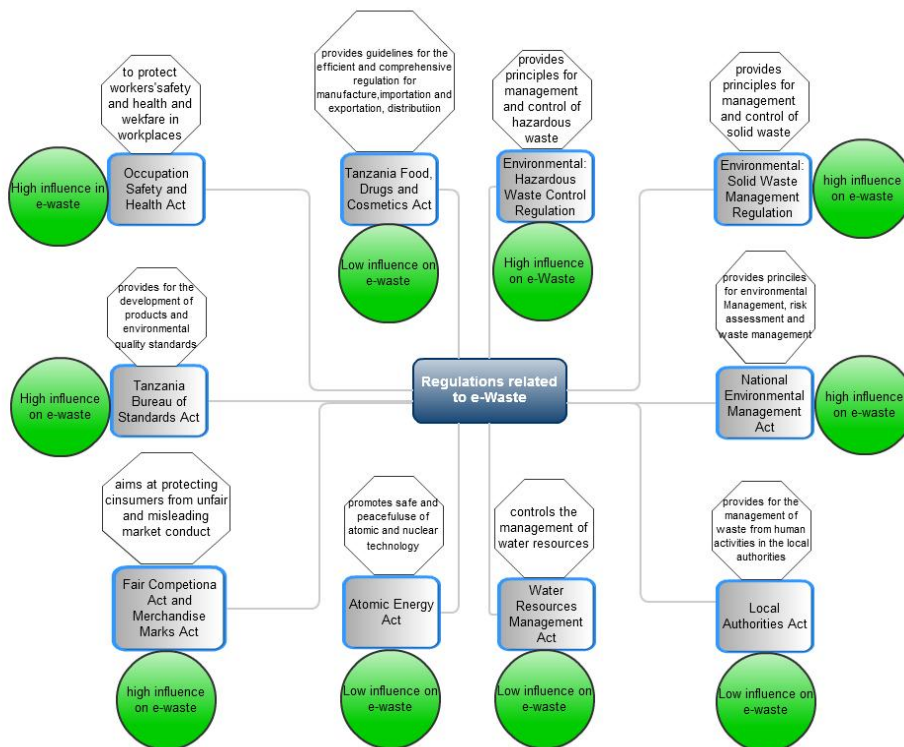 to protect
workers'safety
and health and
wekfare in
workplaces
Occupation
Safety and
Health Act
High influence in
e-waste
provides guidelines for the
efficient and comprehensive
regulation for
manufacture,importation and
exportation, distributiion
Tanzania Food,
Drugs and
Cosmetics Act
Low influence on
e-waste
provides
principles for
management
and control of
hazardous
waste
Environmental:
Hazardous
Waste Control
Regulation
High influence
on e-Waste
provides
principles for
management
and control of
solid waste
Environmental:
Solid Waste
Management
Regulation
high influence
on e-waste
provides for the
development of
products and
environmental
quality standards
Tanzania
Bureau of
Standards Act
High influence
on e-waste
Regulations related
to e-Waste
provides princiles
for environmental
Management, risk
assessment and
waste management
National
Environmental
Management
Act
high influence
on e-waste
aims at protecting
cinsumers from unfair
and misleading
market conduct
Fair Competiona
Act and
Merchandise
Marks Act
high influence
on e-waste
promotes safe and
peacefuluse of
atomic and nuclear
technology
Atomic Energy
Act
Low influence on
e-waste
controls the
management of
water resources
Water
Resources
Management
Act
Low influence on
e-waste
provides for the
management of
waste from human
activities in the local
authorities
Local
Authorities Act
Low influence on
e-waste